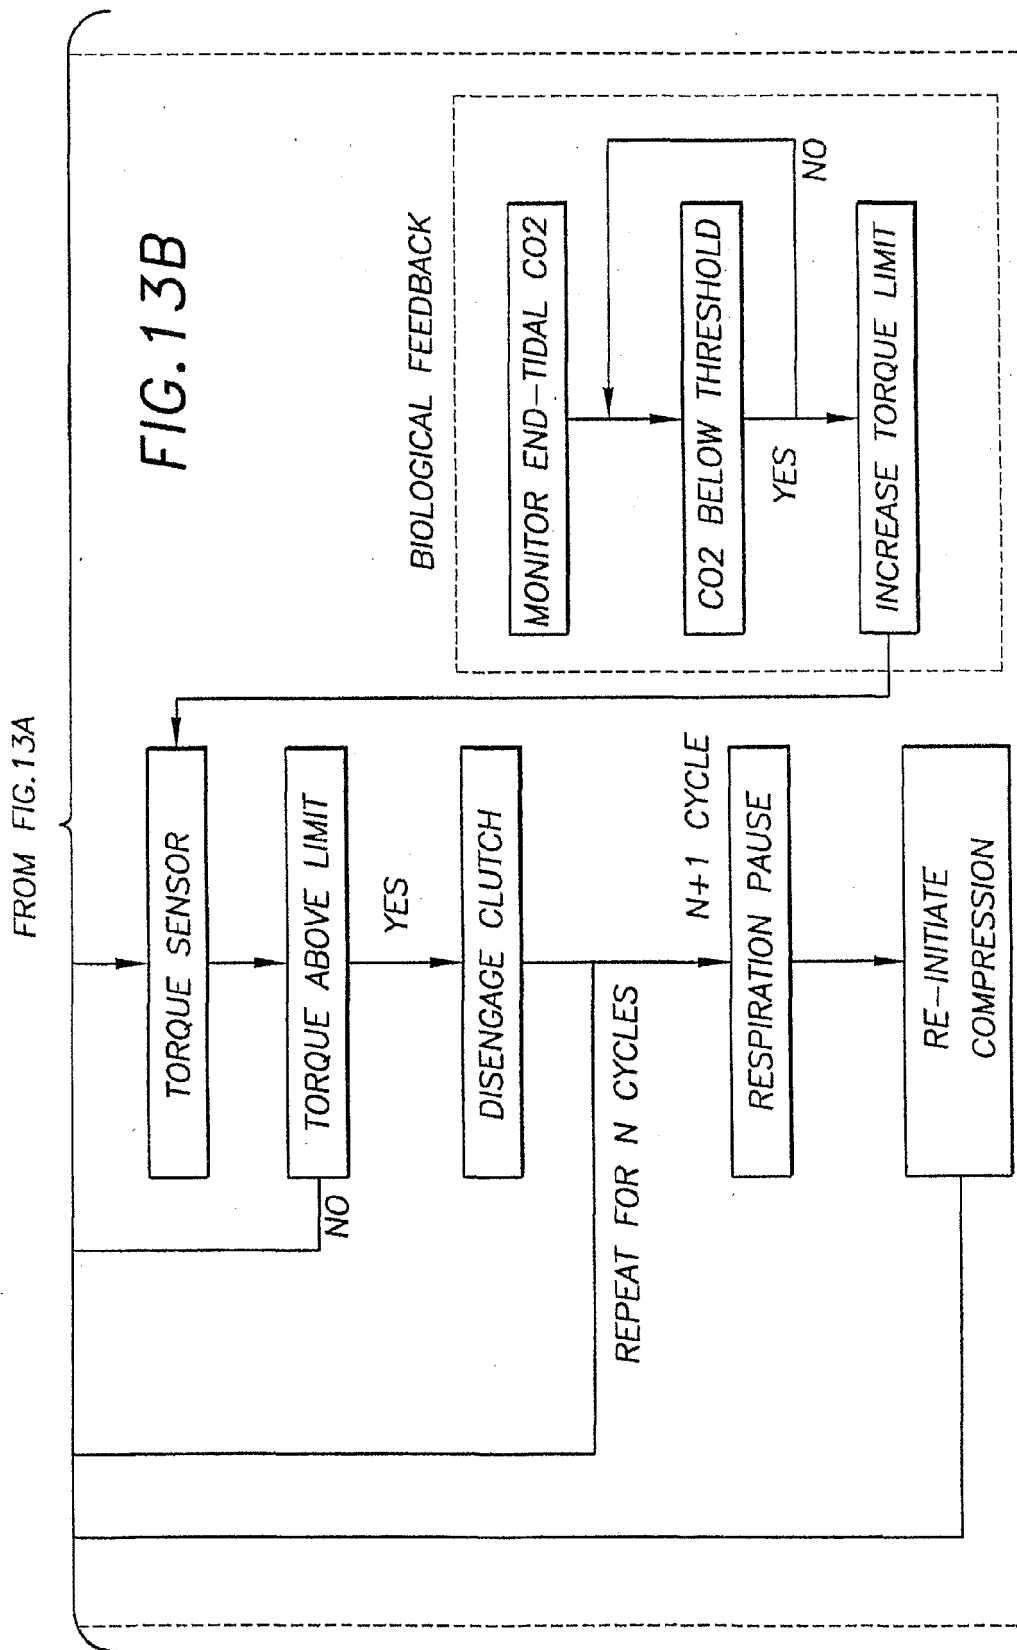 FROM FIG.13A
FIG.13B
TORQUE SENSOR
TORQUE ABOVE LIMIT
NO
YES
DISENGAGE CLUTCH
REPEAT FOR N CYCLES
N+1 CYCLE
RESPIRATION PAUSE
RE-INITIATE
COMPRESSION
BIOLOGICAL FEEDBACK
MONITOR END-TIDAL CO2
CO2 BELOW THRESHOLD
NO
YES
INCREASE TORQUE LIMIT